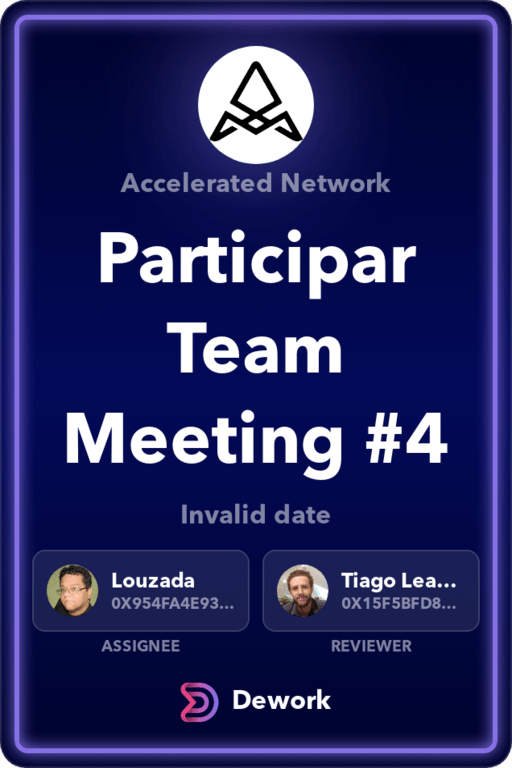 Accelerated Network
Participar
Team
Meeting #4
Invalid date
Louzada
0X954FA4E93...
Tiago Lea...
0X15F5BFD8...
ASSIGNEE
REVIEWER
Dework